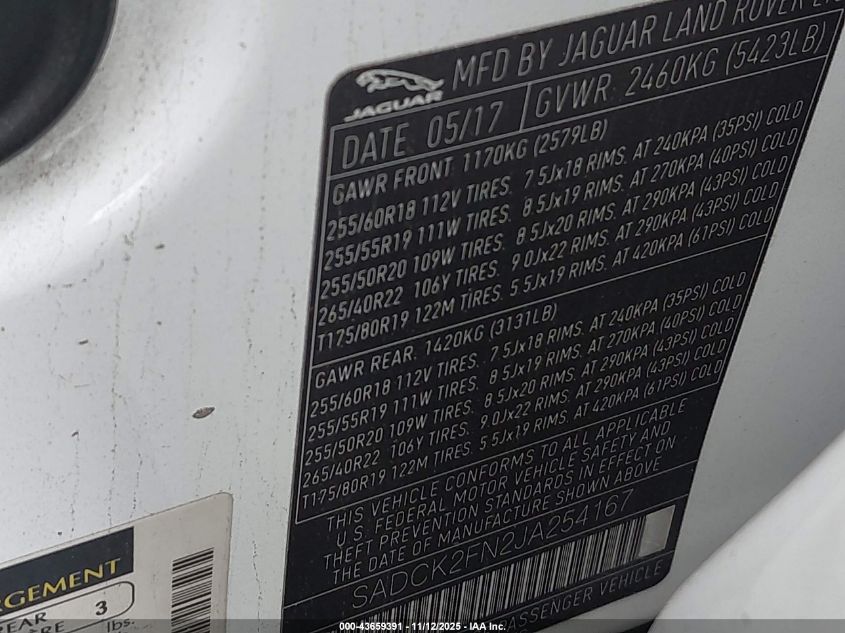 MFD BY JAGUAR LAND ROVER
JAGUAR
DATE 05/17
GVWR 2460KG (5423LB)
GAWR FRONT. 1170KG (2579LB)
255/60R18 112V TIRES. 7.5Jx18 RIMS. AT 240KPA (35PSI) COLD
255/55R19 111W TIRES. 8.5Jx19 RIMS. AT 270KPA (40PSI) COLD
255/50R20 109W TIRES. 8.5Jx20 RIMS. AT 290KPA (43PSI) COLD
265/40R22 106Y TIRES. 9.0Jx22 RIMS. AT 290KPA (43PSI) COLD
T175/80R19 122M TIRES. 5.5Jx19 RIMS. AT 420KPA (61PSI) COLD
GAWR REAR. 1420KG (3131LB)
255/60R18 112V TIRES. 7.5Jx18 RIMS. AT 240KPA (35PSI) COLD
255/55R19 111W TIRES. 8.5Jx19 RIMS. AT 270KPA (40PSI) COLD
255/50R20 109W TIRES. 8.5Jx20 RIMS. AT 290KPA (43PSI) COLD
265/40R22 106Y TIRES. 9.0Jx22 RIMS. AT 290KPA (43PSI) COLD
T175/80R19 122M TIRES. 5.5Jx19 RIMS. AT 420KPA (61PSI) COLD
THIS VEHICLE CONFORMS TO ALL APPLICABLE
U.S. FEDERAL MOTOR VEHICLE SAFETY AND
THEFT PREVENTION STANDARDS IN EFFECT ON
THE DATE OF MANUFACTURE SHOWN ABOVE
SADCK2FN2JA254167
PASSENGER VEHICLE
RGEMENT
REAR 3
lbs.
000-43659391 - 11/12/2025 - IAA Inc.